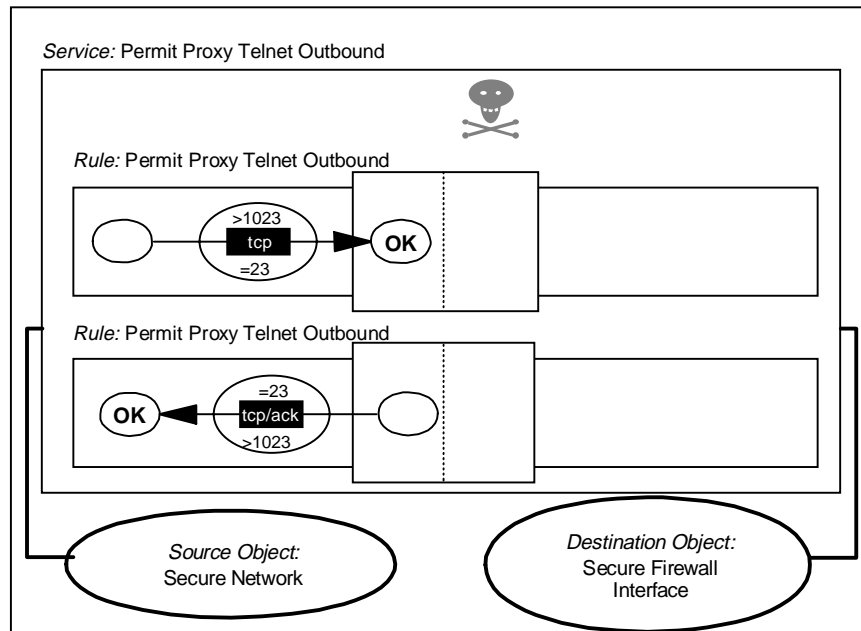 Service: Permit Proxy Telnet Outbound
Rule: Permit Proxy Telnet Outbound
>1023
tcp
=23
OK
Rule: Permit Proxy Telnet Outbound
OK
=23
tcp/ack
>1023
Source Object:
Secure Network
Destination Object:
Secure Firewall
Interface